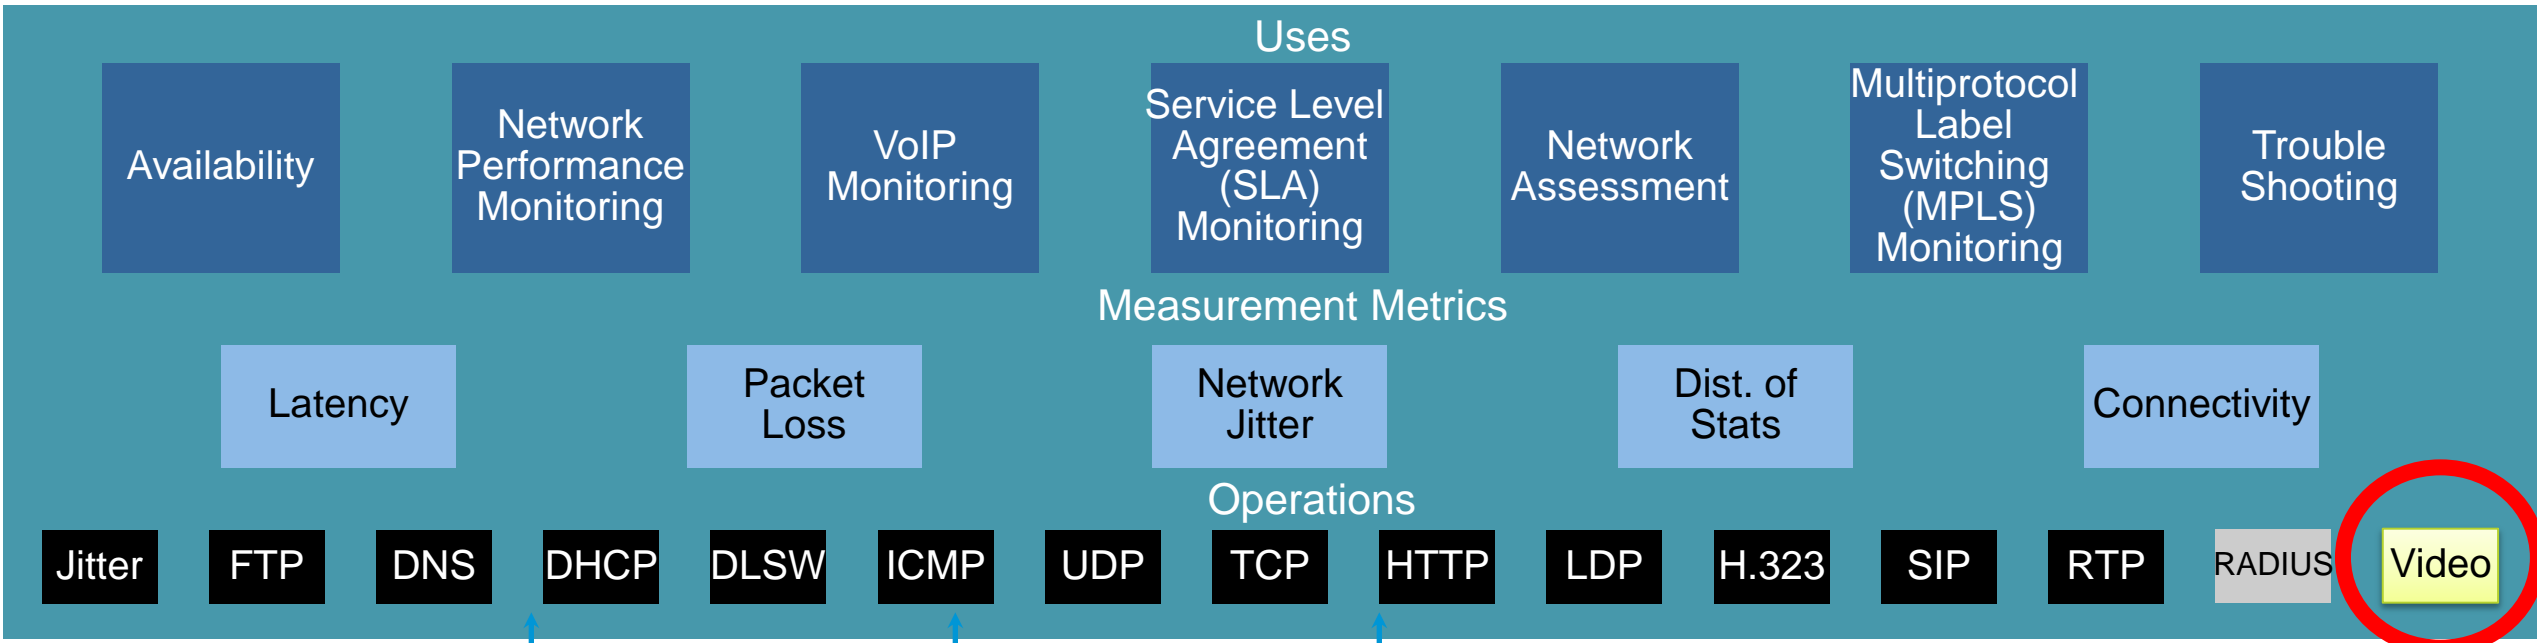 Uses
Availability
Network
Performance
Monitoring
VoIP
Monitoring
Service Level
Agreement
(SLA)
Monitoring
Network
Assessment
Multiprotocol
Label
Switching
(MPLS)
Monitoring
Trouble
Shooting
Measurement Metrics
Latency
Packet
Loss
Network
Jitter
Dist. of
Stats
Connectivity
Operations
Jitter
FTP
DNS
DHCP
DLSW
ICMP
UDP
TCP
HTTP
LDP
H.323
SIP
RTP
RADIUS
Video